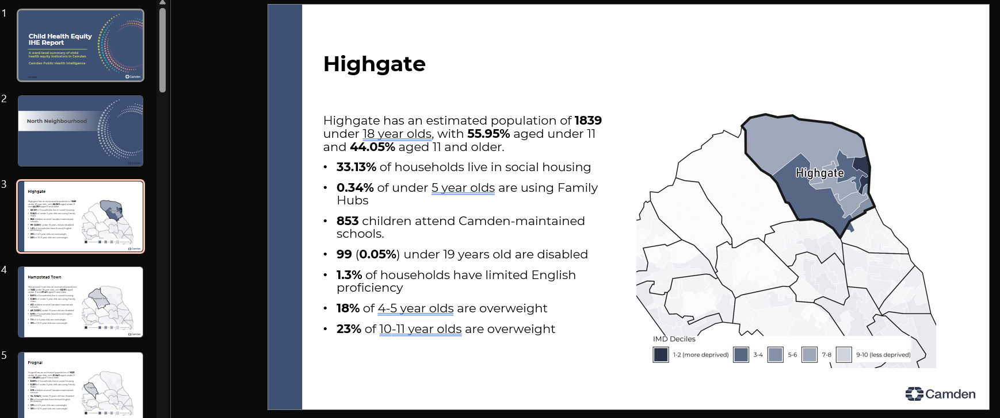 1
Child Health Equity
IHE Report
A ward-level summary of child
health equity indicators in Camden
Camden Public Health Intelligence
Camden
2
North Neighbourhood
3
Highgate
4
Hampstead Town
5
Frognal
Highgate
Highgate has an estimated population of 1839
under 18 year olds, with 55.95% aged under 11
and 44.05% aged 11 and older.
• 33.13% of households live in social housing
• 0.34% of under 5 year olds are using Family
Hubs
• 853 children attend Camden-maintained
schools.
• 99 (0.05%) under 19 years old are disabled
• 1.3% of households have limited English
proficiency
• 18% of 4-5 year olds are overweight
• 23% of 10-11 year olds are overweight
Highgate
IMD Deciles
1-2 (more deprived) 3-4 5-6 7-8 9-10 (less deprived)
Camden